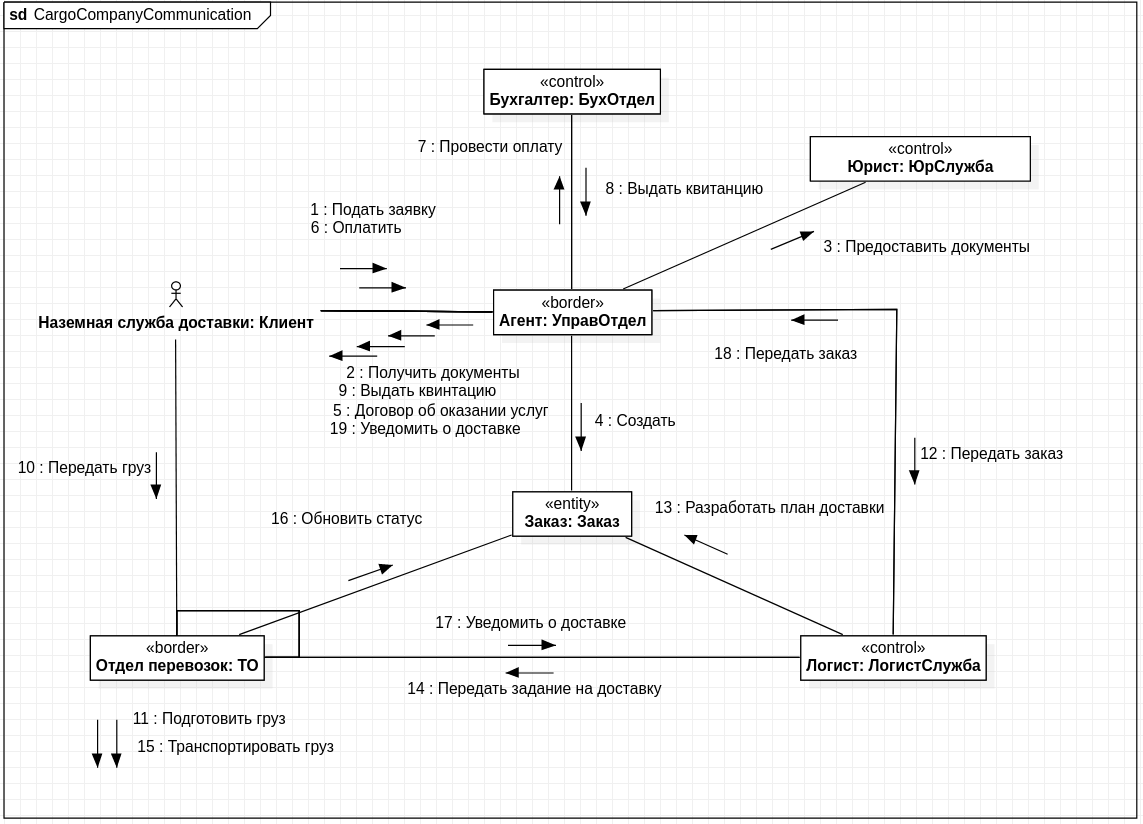 sd CargoCompanyCommunication
«control»
Бухгалтер: БухОтдел
7 : Провести оплату
8 : Выдать квитанцию
«control»
Юрист: ЮрСлужба
1 : Подать заявку
6 : Оплатить
3 : Предоставить документы
Наземная служба доставки: Клиент
«border»
Агент: УправОтдел
18 : Передать заказ
2 : Получить документы
9 : Выдать квинтацию
5 : Договор об оказании услуг
19 : Уведомить о доставке
4 : Создать
10 : Передать груз
12 : Передать заказ
«entity»
Заказ: Заказ
13 : Разработать план доставки
16 : Обновить статус
17 : Уведомить о доставке
«border»
Отдел перевозок: ТО
«control»
Логист: ЛогистСлужба
14 : Передать задание на доставку
11 : Подготовить груз
15 : Транспортировать груз